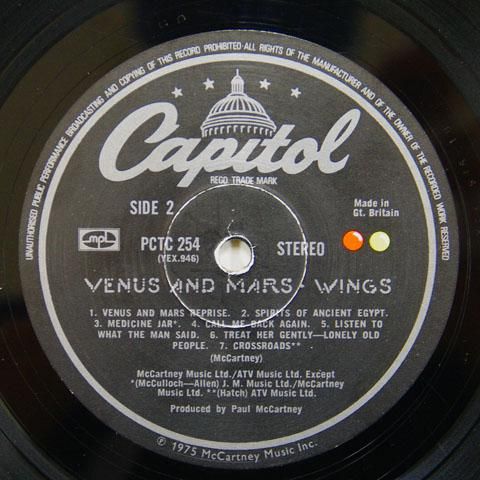 UNAUTHORISED PUBLIC PERFORMANCE BROADCASTING AND COPYING OF THIS RECORD PROHIBITED·ALL RIGHTS OF THE MANUFACTURER AND OF THE OWNER OF THE RECORDED WORK RESERVED
Capitol
REGD. TRADE MARK
SIDE 2
Made in
Gt. Britain
mpl
PCTC 254
(YEX.946)
STEREO
VENUS AND MARS · WINGS
1. VENUS AND MARS REPRISE. 2. SPIRITS OF ANCIENT EGYPT.
3. MEDICINE JAR*. 4. CALL ME BACK AGAIN. 5. LISTEN TO
WHAT THE MAN SAID. 6. TREAT HER GENTLY—LONELY OLD
PEOPLE. 7. CROSSROADS**
(McCartney)
McCartney Music Ltd./ATV Music Ltd. Except
*(McCulloch—Allen) J. M. Music Ltd./McCartney
Music Ltd. **(Hatch) ATV Music Ltd.
Produced by Paul McCartney
℗ 1975 McCartney Music Inc.